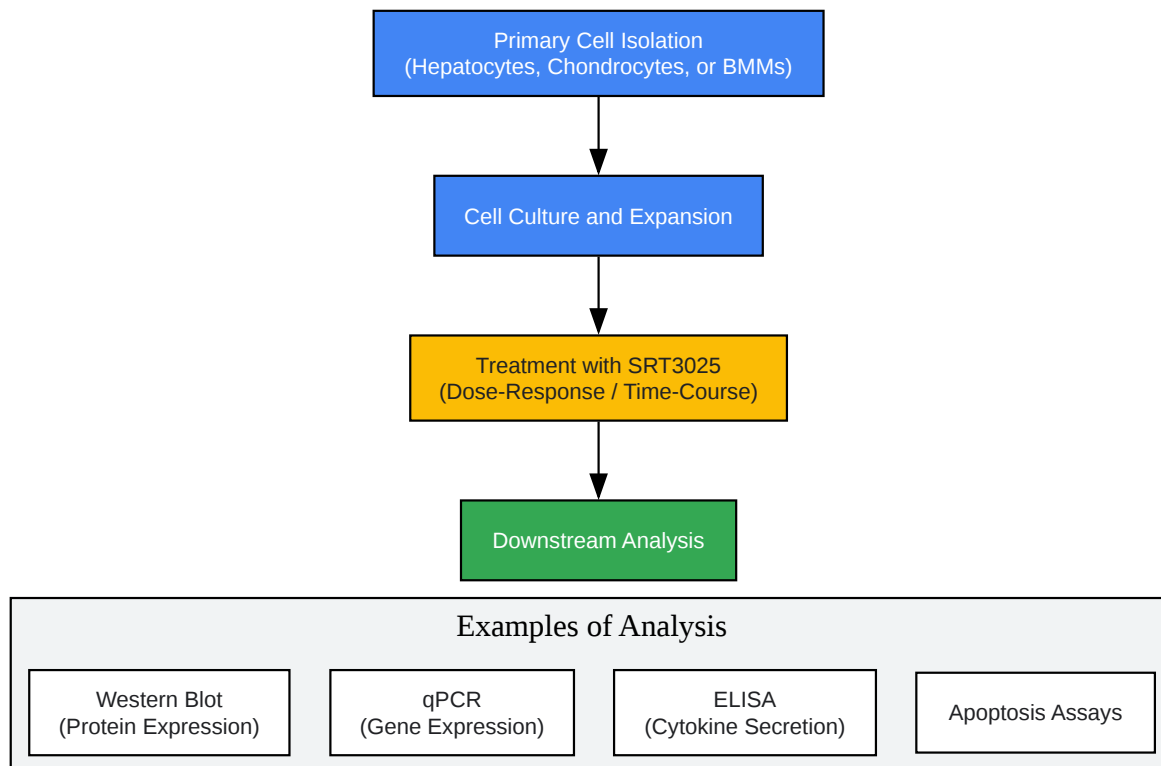 Primary Cell Isolation
(Hepatocytes, Chondrocytes, or BMMs)
Cell Culture and Expansion
Treatment with SRT3025
(Dose-Response / Time-Course)
Downstream Analysis
Examples of Analysis
Western Blot
(Protein Expression)
qPCR
(Gene Expression)
ELISA
(Cytokine Secretion)
Apoptosis Assays